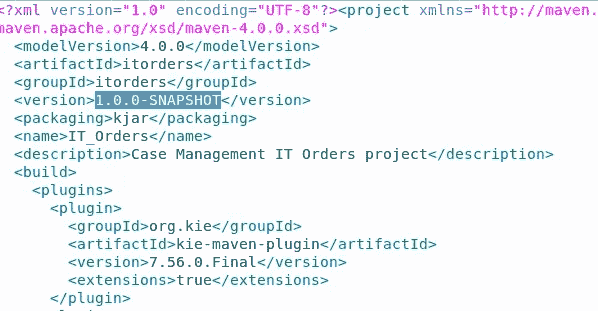 <?xml version="1.0" encoding="UTF-8"?><project xmlns="http://maven.
maven.apache.org/xsd/maven-4.0.0.xsd">
<modelVersion>4.0.0</modelVersion>
<artifactId>itorders</artifactId>
<groupId>itorders</groupId>
<version>1.0.0-SNAPSHOT</version>
<packaging>kjar</packaging>
<name>IT_Orders</name>
<description>Case Management IT Orders project</description>
<build>
<plugins>
<plugin>
<groupId>org.kie</groupId>
<artifactId>kie-maven-plugin</artifactId>
<version>7.56.0.Final</version>
<extensions>true</extensions>
</plugin>